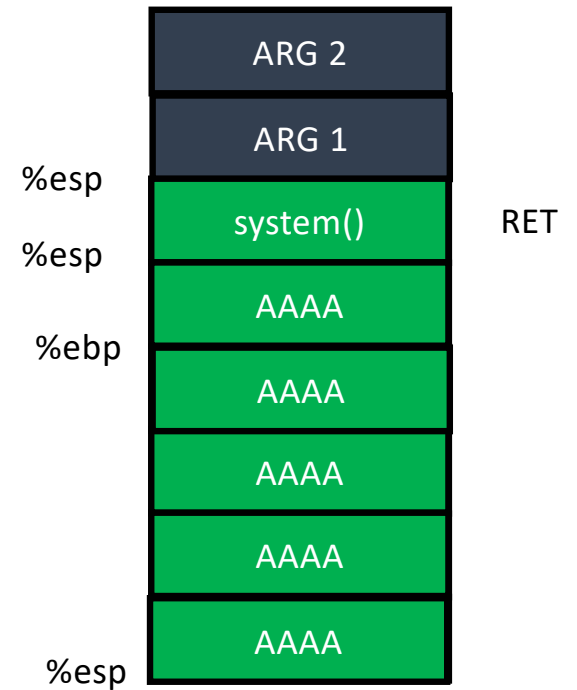 ARG 2
ARG 1
%esp
system()
RET
%esp
AAAA
%ebp
AAAA
AAAA
AAAA
AAAA
%esp